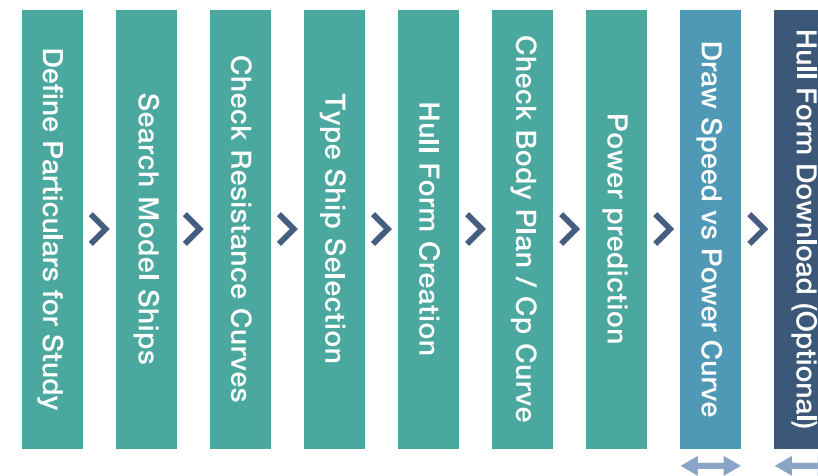 Define Particulars for Study
Search Model Ships
Check Resistance Curves
Type Ship Selection
Hull Form Creation
Check Body Plan / Cp Curve
Power prediction
Draw Speed vs Power Curve
Hull Form Download (Optional)